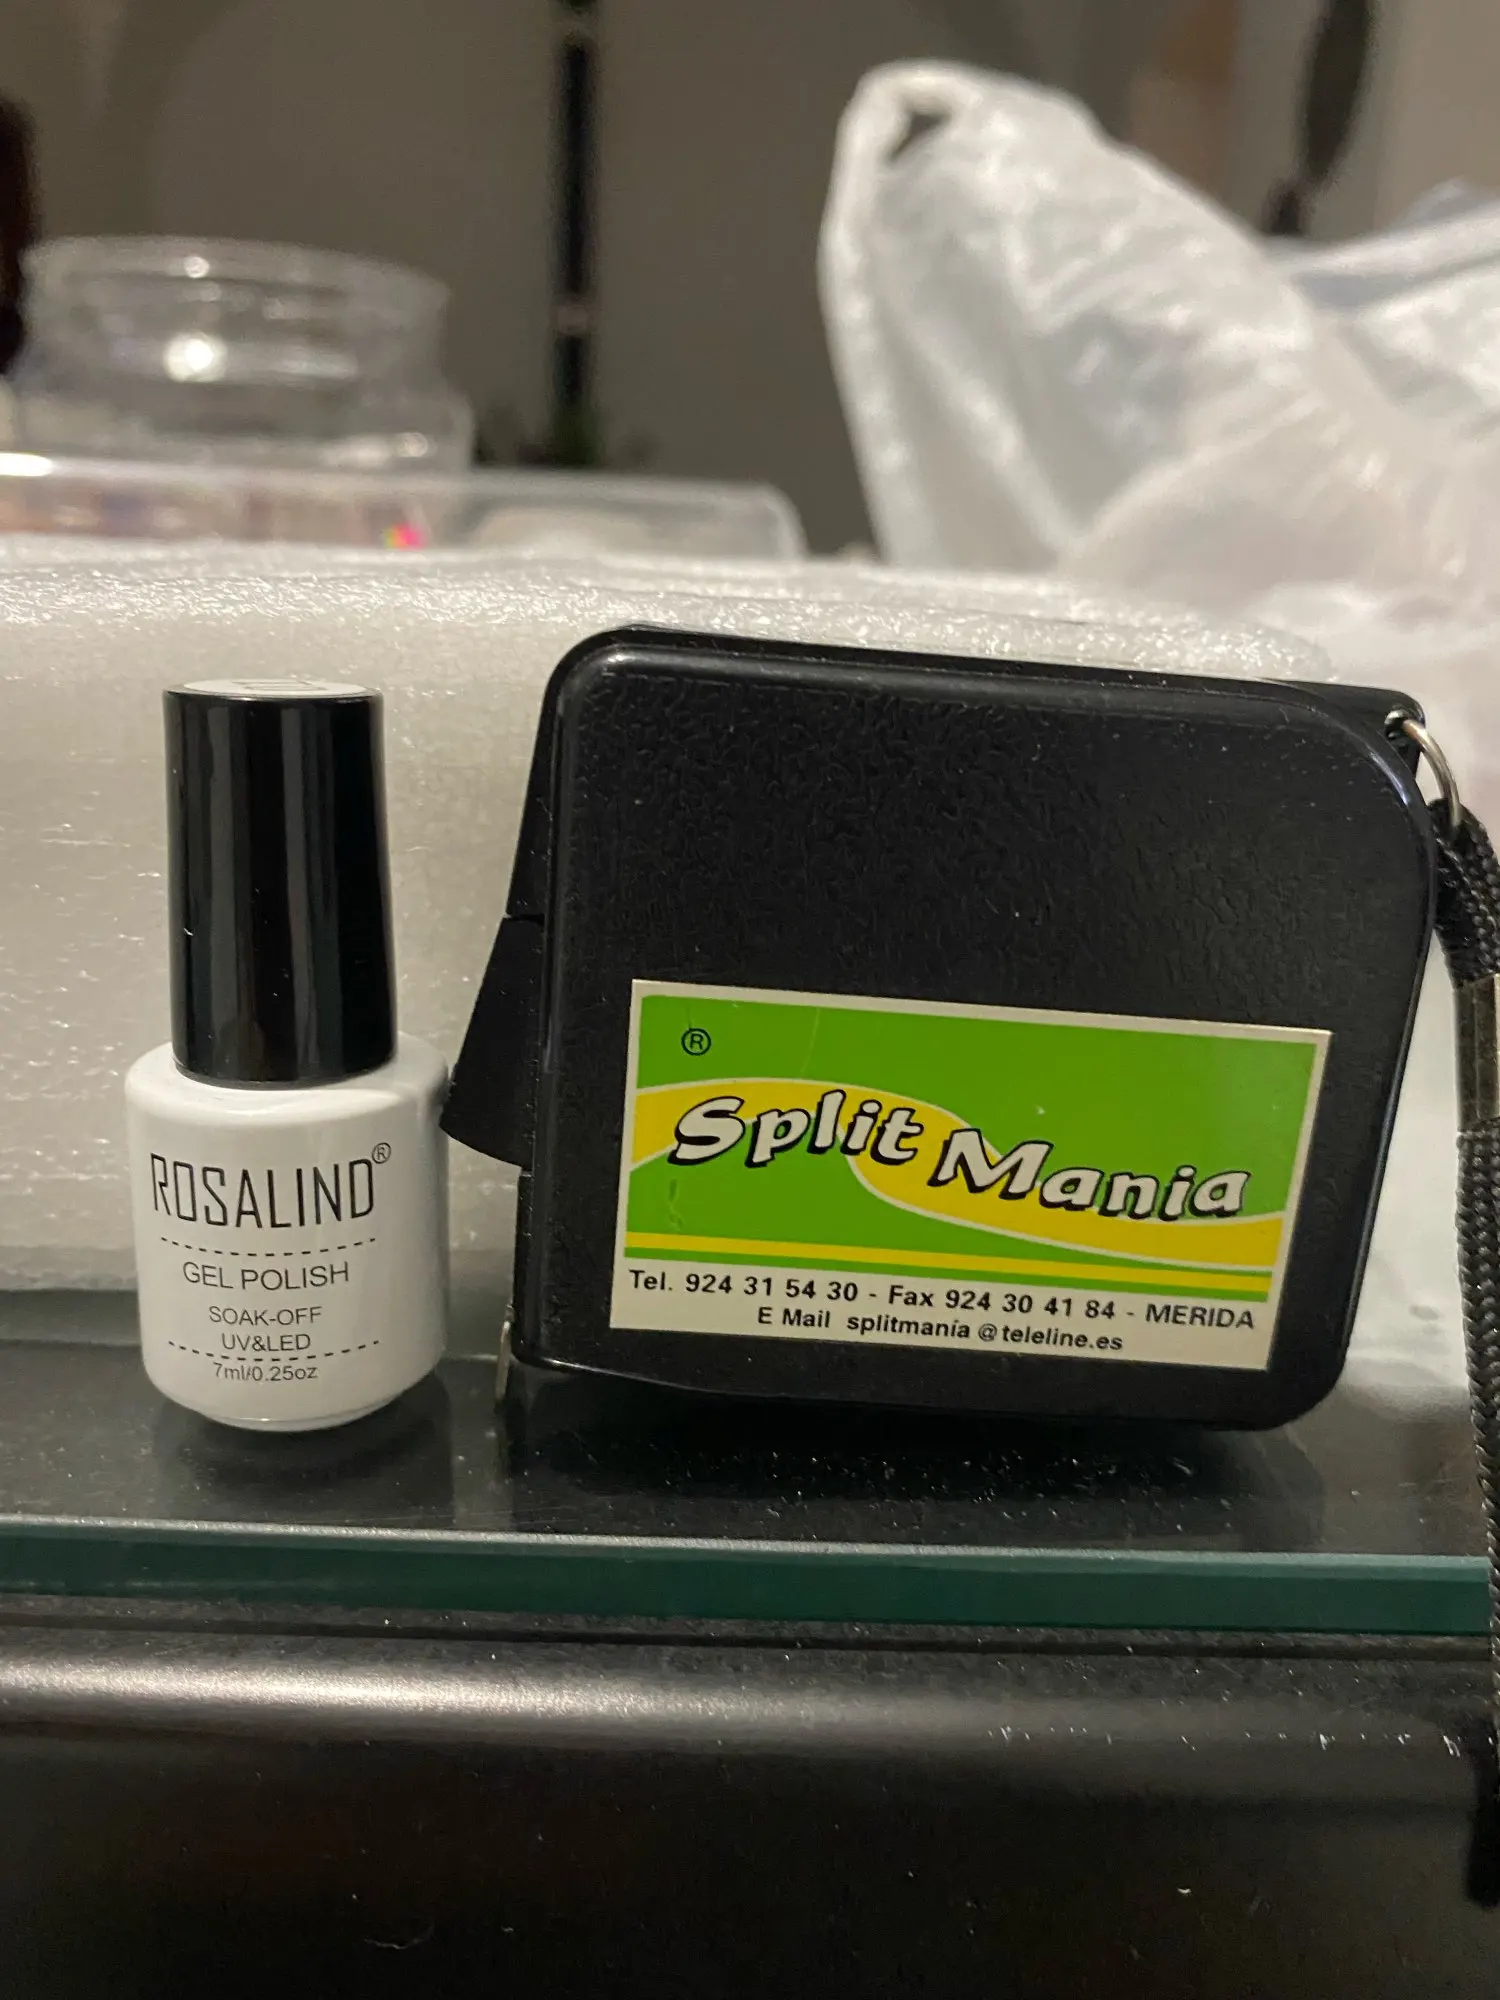 ROSALIND®
GEL POLISH
SOAK-OFF
UV&LED
7ml/0.25oz
®
Split Mania
Tel. 924 31 54 30 - Fax 924 30 41 84 - MERIDA
E Mail splitmanía @ teleline.es